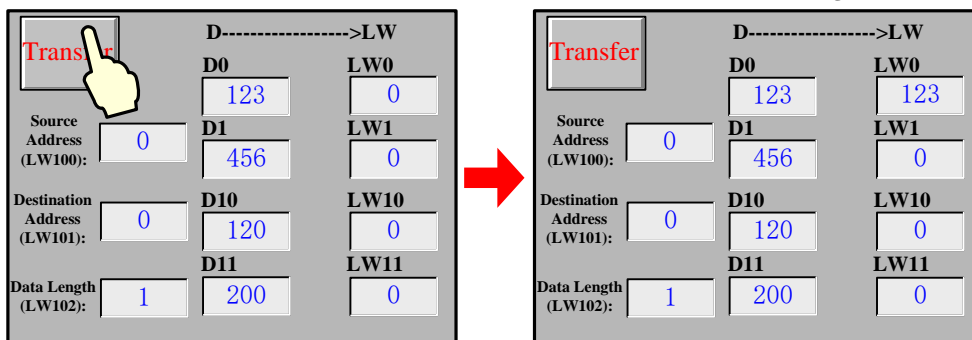 Transfer
D----------------->LW
D0 LW0
123 0
Source
Address
(LW100):
0
D1 LW1
456 0
Destination
Address
(LW101):
0
D10 LW10
120 0
D11 LW11
Data Length
(LW102):
1
200 0
Transfer
D----------------->LW
D0 LW0
123 123
Source
Address
(LW100):
0
D1 LW1
456 0
Destination
Address
(LW101):
0
D10 LW10
120 0
D11 LW11
Data Length
(LW102):
1
200 0